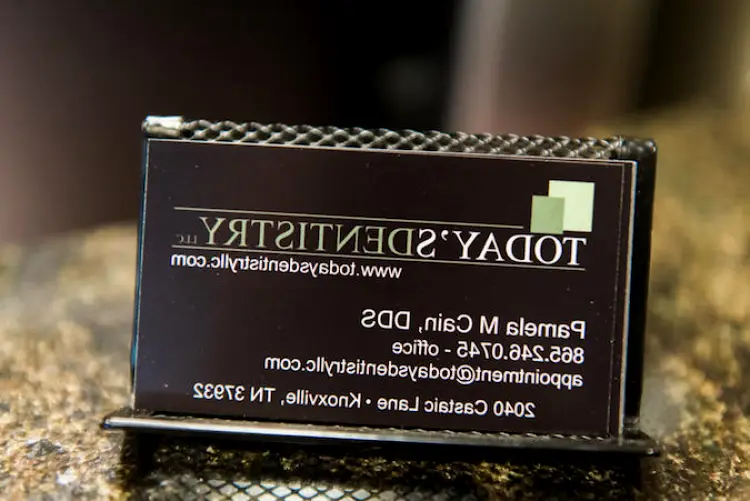 TODAY'SDENTISTRY LLC
www.todaysdentistryllc.com
Pamela M Cain, DDS
865.246.0745 - office
appointment@todaysdentistryllc.com
2040 Castaic Lane • Knoxville, TN 37932